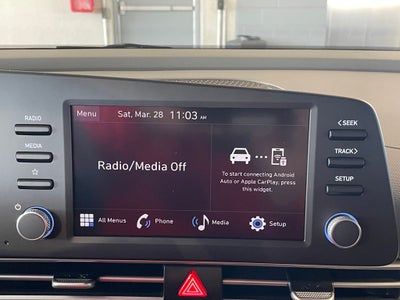 Menu Sat, Mar. 28 11:03 AM
RADIO
MEDIA
Radio/Media Off
To start connecting Android
Auto or Apple CarPlay, press
this widget.
All Menus Phone Media Setup
< SEEK
TRACK >
SETUP